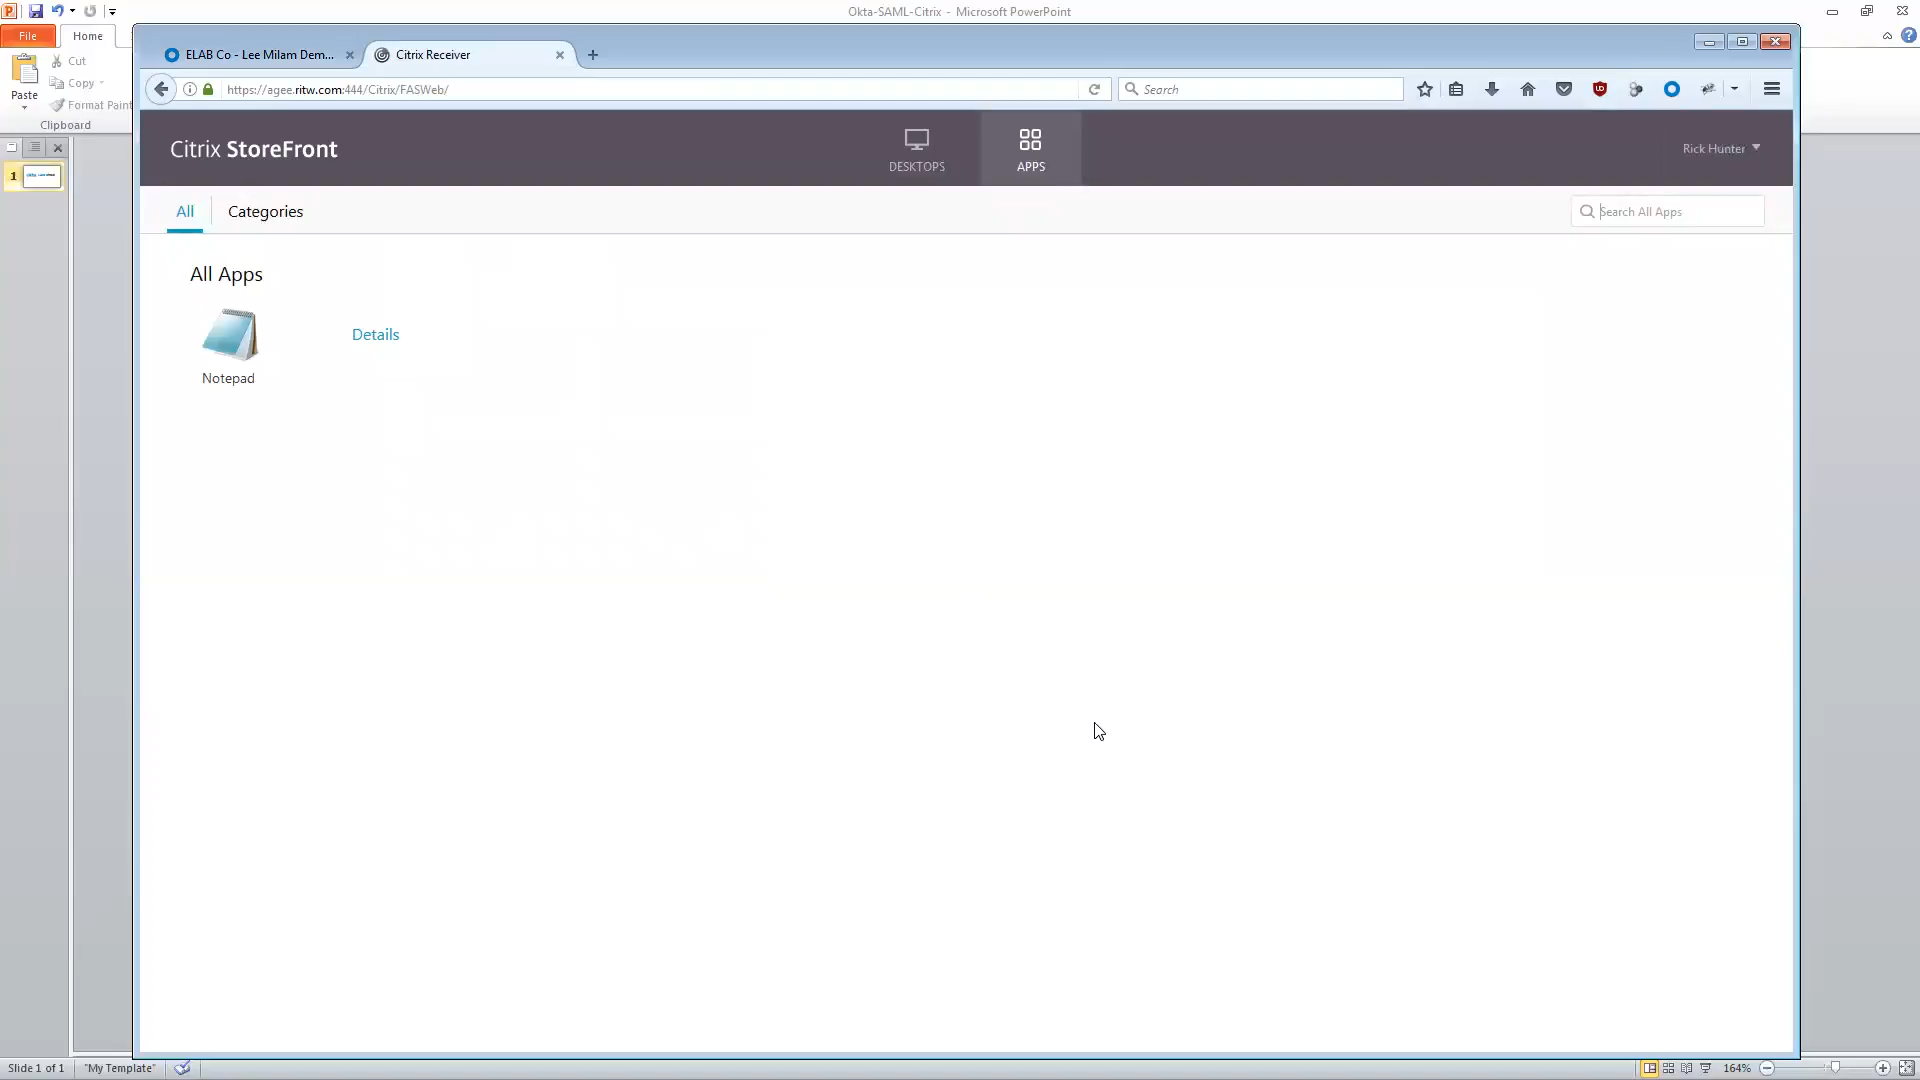 Okta-SAML-Citrix - Microsoft PowerPoint
File
Home
Cut
Copy
Paste
Format Paint
Clipboard
1
ELAB Co - Lee Milam Dem...
Citrix Receiver
https://agee.ritw.com:444/Citrix/FASWeb/
Search
Citrix StoreFront
DESKTOPS
APPS
Rick Hunter
All
Categories
Search All Apps
All Apps
Details
Notepad
Slide 1 of 1
"My Template"
164%